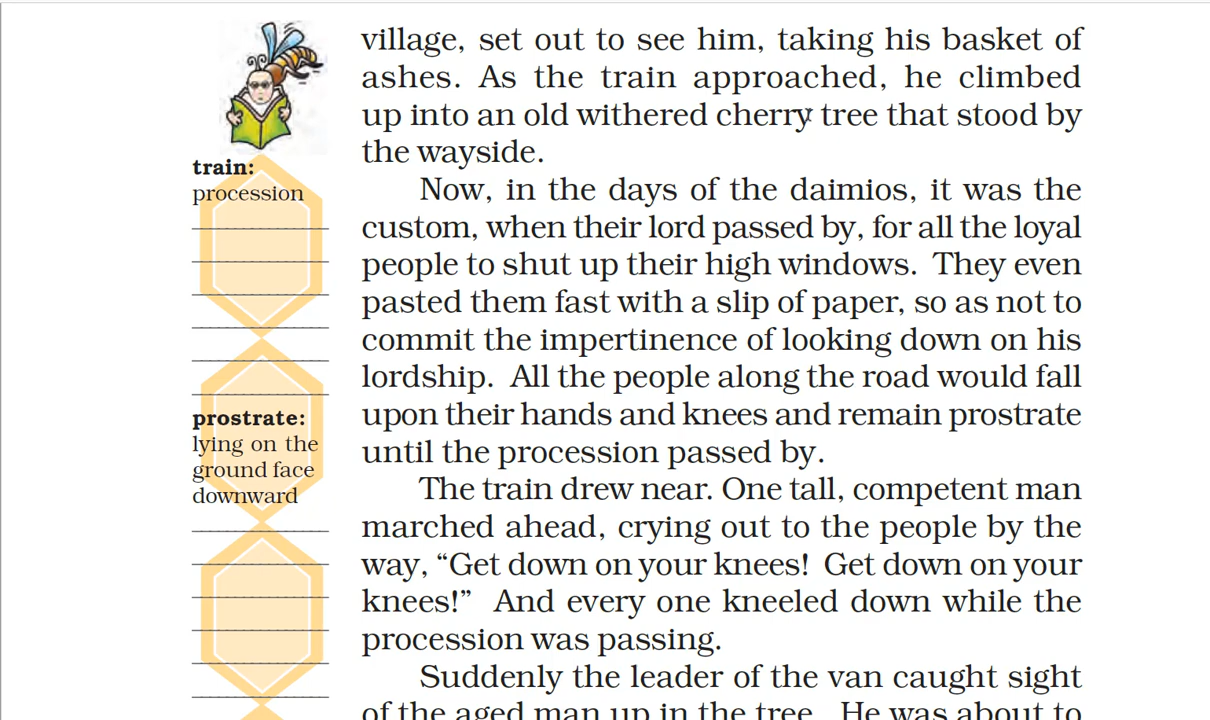 village, set out to see him, taking his basket of
ashes. As the train approached, he climbed
up into an old withered cherry tree that stood by
the wayside.
train:
procession
Now, in the days of the daimios, it was the
custom, when their lord passed by, for all the loyal
people to shut up their high windows. They even
pasted them fast with a slip of paper, so as not to
commit the impertinence of looking down on his
lordship. All the people along the road would fall
upon their hands and knees and remain prostrate
until the procession passed by.
prostrate:
lying on the
ground face
downward
The train drew near. One tall, competent man
marched ahead, crying out to the people by the
way, “Get down on your knees! Get down on your
knees!” And every one kneeled down while the
procession was passing.
Suddenly the leader of the van caught sight
of the aged man up in the tree. He was about to